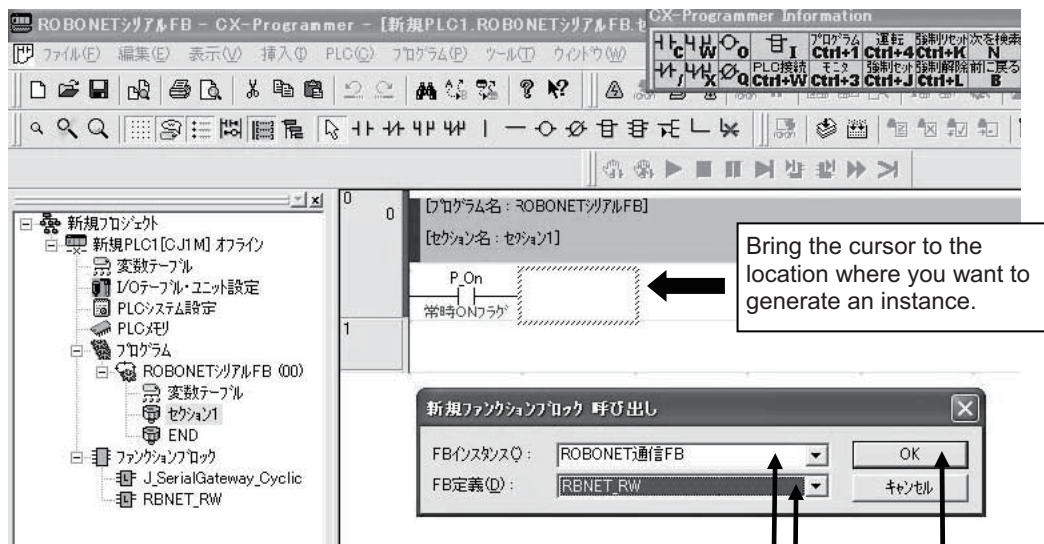 ROBONETシリアルFB - CX-Programmer - [新規PLC1.ROBONETシリアルFB.セ
CX-Programmer Information
C W O I プログラム 運転 強制リセット 次を検索
Ctrl+1 Ctrl+4 Ctrl+K N
/ X Q PLC接続 モニタ 強制セット 強制解除 前に戻る
Ctrl+W Ctrl+3 Ctrl+J Ctrl+L B
ファイル(F) 編集(E) 表示(V) 挿入(I) PLC(C) プログラム(P) ツール(T) ウィンドウ(W)
新規プロジェクト
新規PLC1[CJ1M] オフライン
変数テーブル
I/Oテーブル・ユニット設定
PLCシステム設定
PLCメモリ
プログラム
ROBONETシリアルFB (00)
変数テーブル
セクション1
END
ファンクションブロック
J_SerialGateway_Cyclic
RBNET_RW
0
0
[プログラム名 : ROBONETシリアルFB]
[セクション名 : セクション1]
P_On
常時ONフラグ
1
Bring the cursor to the
location where you want to
generate an instance.
新規ファンクションブロック 呼び出し
FBインスタンス(I) : ROBONET通信FB OK
FB定義(D) : RBNET_RW キャンセル